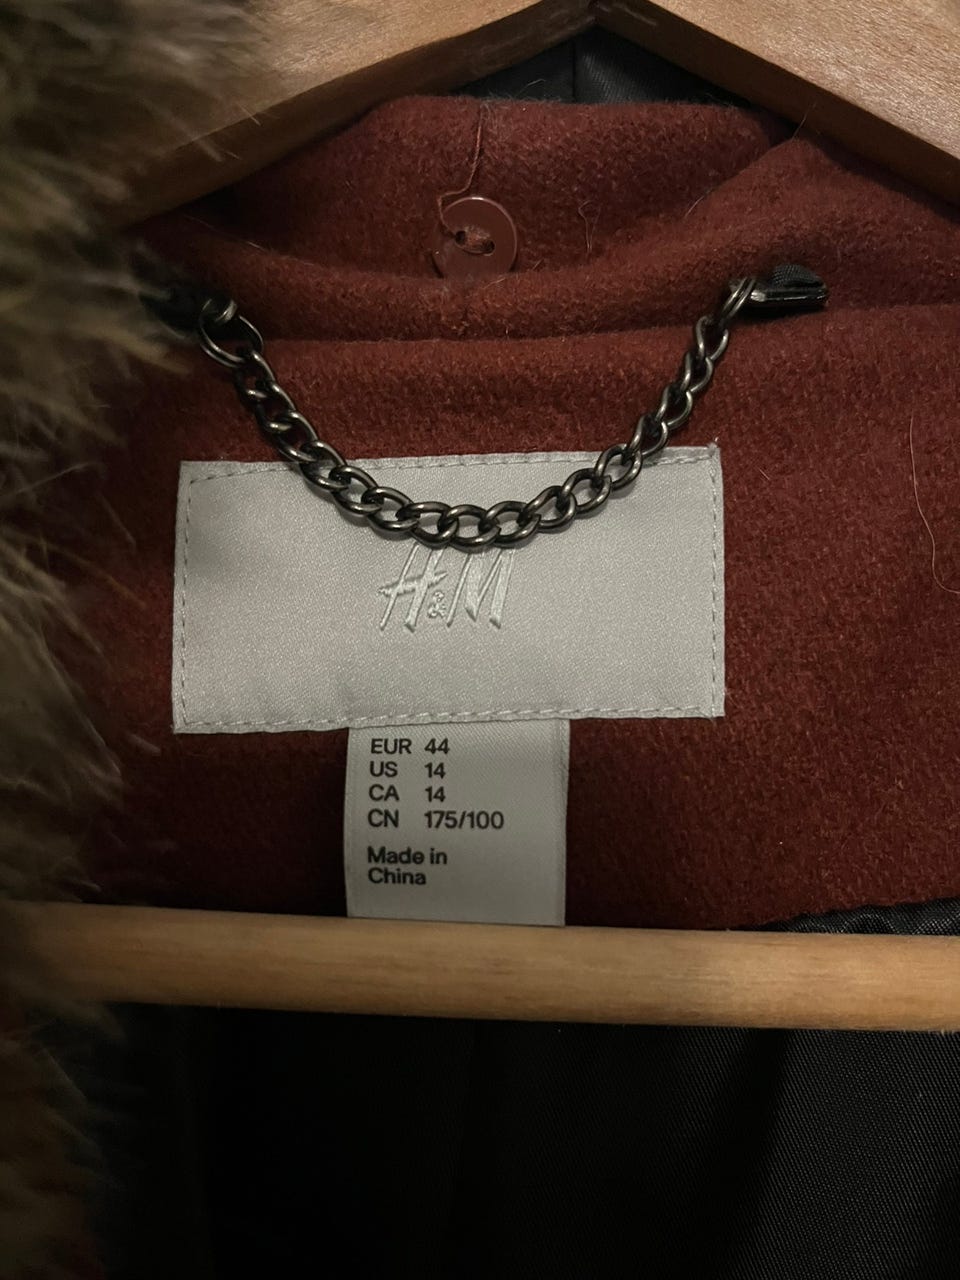 H&M
EUR 44
US 14
CA 14
CN 175/100
Made in
China